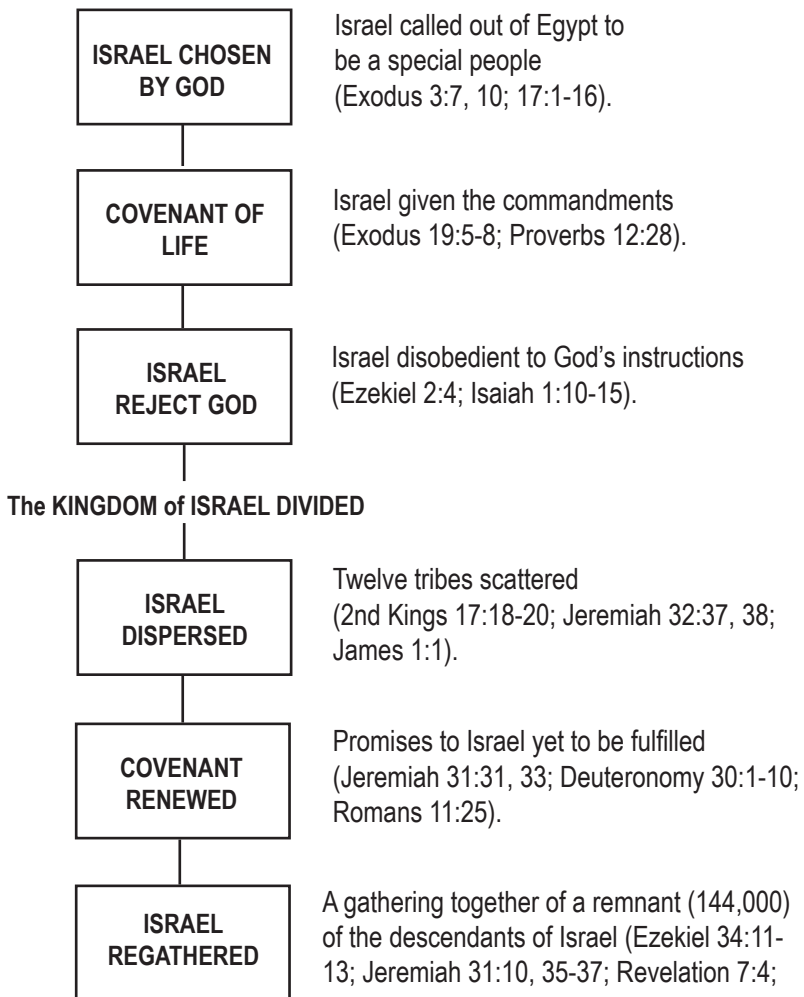 ISRAEL CHOSEN
BY GOD
Israel called out of Egypt to
be a special people
(Exodus 3:7, 10; 17:1-16).
COVENANT OF
LIFE
Israel given the commandments
(Exodus 19:5-8; Proverbs 12:28).
ISRAEL
REJECT GOD
Israel disobedient to God’s instructions
(Ezekiel 2:4; Isaiah 1:10-15).
The KINGDOM of ISRAEL DIVIDED
ISRAEL
DISPERSED
Twelve tribes scattered
(2nd Kings 17:18-20; Jeremiah 32:37, 38;
James 1:1).
COVENANT
RENEWED
Promises to Israel yet to be fulfilled
(Jeremiah 31:31, 33; Deuteronomy 30:1-10;
Romans 11:25).
ISRAEL
REGATHERED
A gathering together of a remnant (144,000)
of the descendants of Israel (Ezekiel 34:11-
13; Jeremiah 31:10, 35-37; Revelation 7:4;